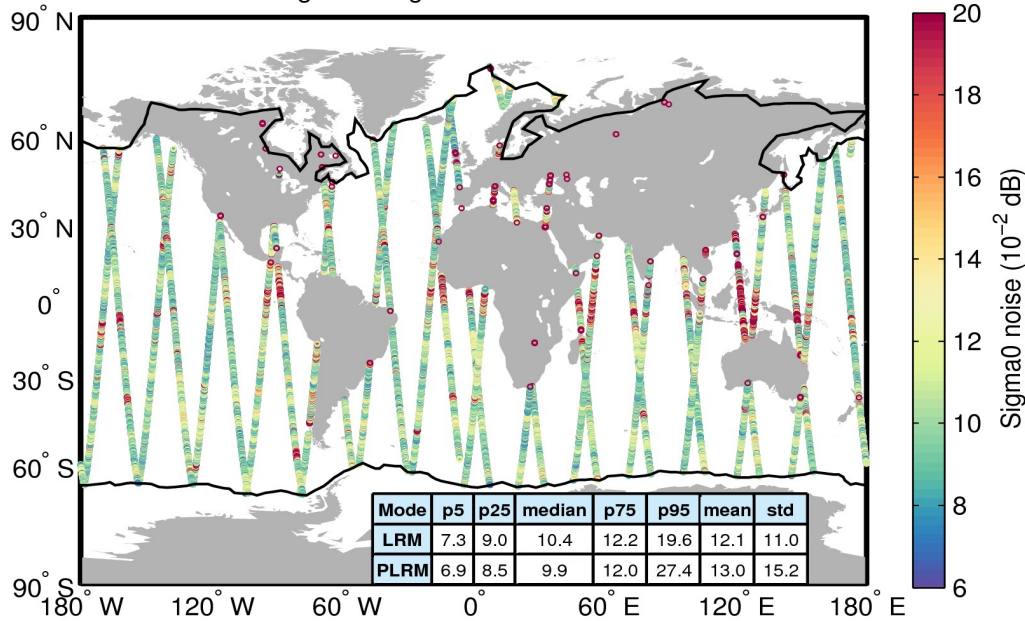 90° N
60° N
30° N
0°
30° S
60° S
90° S
180° W
120° W
60° W
0°
60° E
120° E
180° E
Mode p5 p25 median p75 p95 mean std
LRM 7.3 9.0 10.4 12.2 19.6 12.1 11.0
PLRM 6.9 8.5 9.9 12.0 27.4 13.0 15.2
20
18
16
14
12
10
8
6
Sigma0 noise (10⁻² dB)